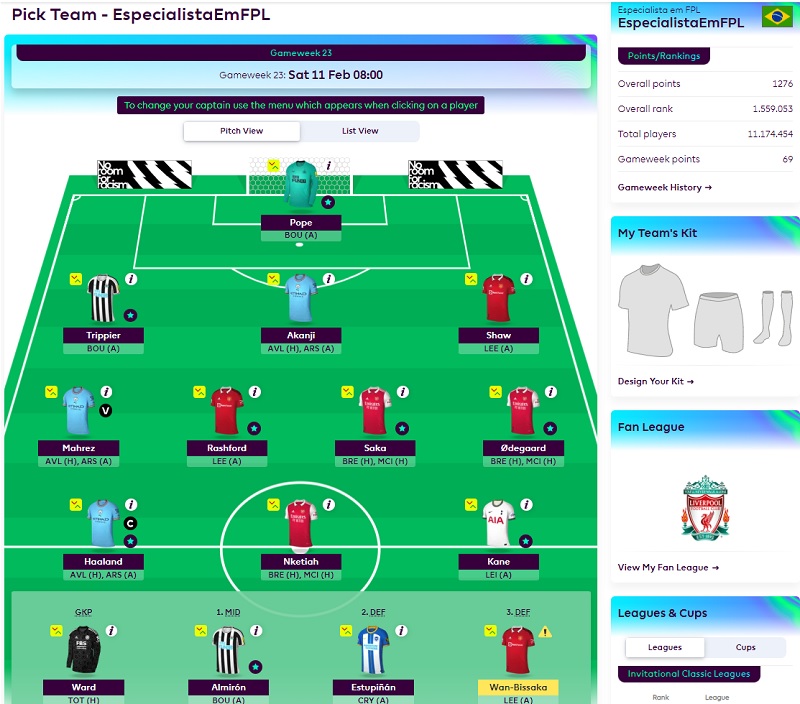 Pick Team - EspecialistaEmFPL
Gameweek 23
Gameweek 23: Sat 11 Feb 08:00
To change your captain use the menu which appears when clicking on a player
Pitch View
List View
No room For. racism
No room For. racism
Pope
BOU (A)
Trippier
BOU (A)
Akanji
AVL (H), ARS (A)
Shaw
LEE (A)
V
Mahrez
AVL (H), ARS (A)
Rashford
LEE (A)
Saka
BRE (H), MCI (H)
Ødegaard
BRE (H), MCI (H)
C
AIA
Haaland
AVL (H), ARS (A)
Nketiah
BRE (H), MCI (H)
Kane
LEI (A)
GKP
1. MID
2. DEF
3. DEF
FBS
Ward
TOT (H)
Almirón
BOU (A)
Estupiñán
CRY (A)
Wan-Bissaka
LEE (A)
Especialista em FPL
EspecialistaEmFPL
Points/Rankings
Overall points 1276
Overall rank 1.559.053
Total players 11.174.454
Gameweek points 69
Gameweek History →
My Team's Kit
Design Your Kit →
Fan League
LIVERPOOL
FOOTBALL CLUB
View My Fan League →
Leagues & Cups
Leagues
Cups
Invitational Classic Leagues
Rank
League